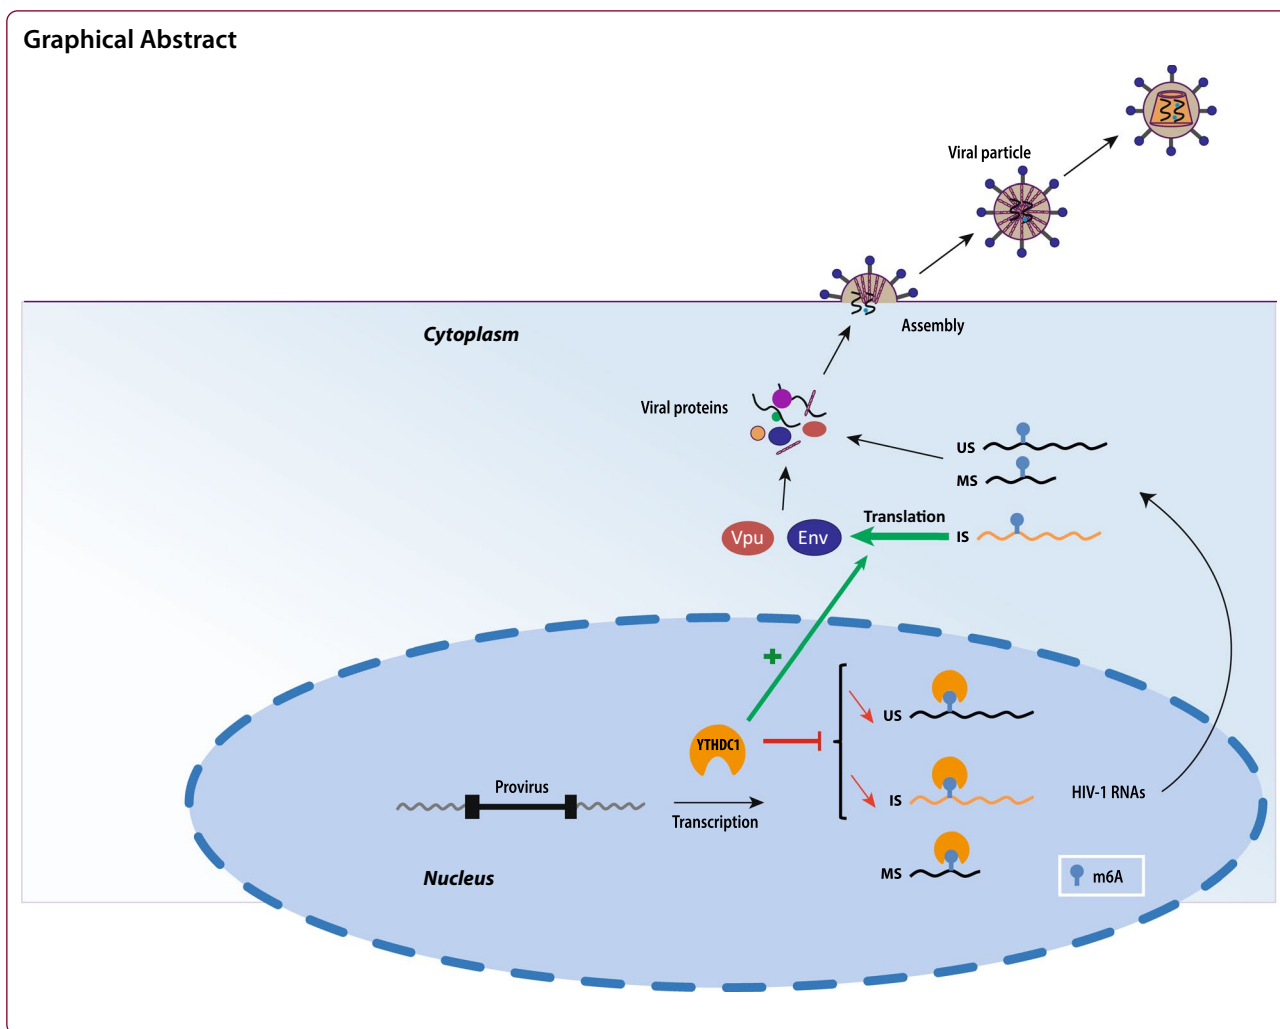 Graphical Abstract
Viral particle
Assembly
Cytoplasm
Viral proteins
US
MS
Translation
IS
Vpu
Env
+
US
YTHDC1
Provirus
IS
HIV-1 RNAs
Transcription
MS
Nucleus
m6A